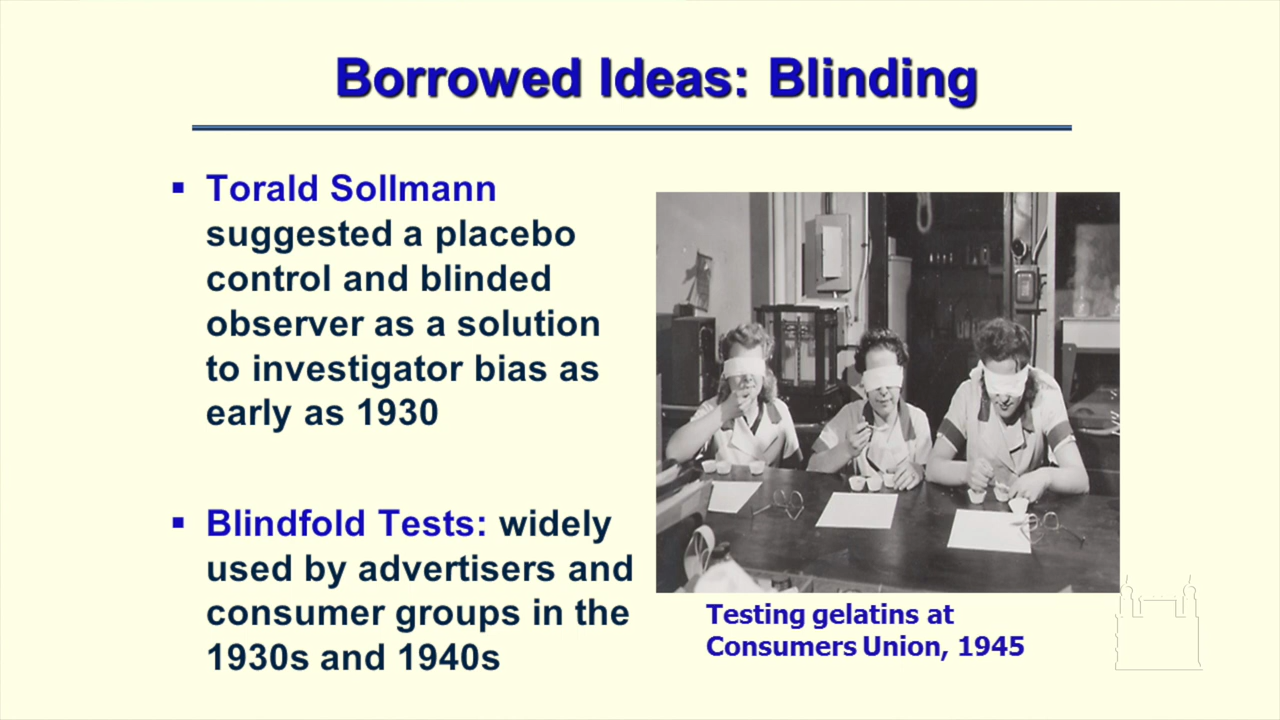 Borrowed Ideas: Blinding
▪ Torald Sollmann
suggested a placebo
control and blinded
observer as a solution
to investigator bias as
early as 1930
▪ Blindfold Tests: widely
used by advertisers and
consumer groups in the
1930s and 1940s
Testing gelatins at
Consumers Union, 1945